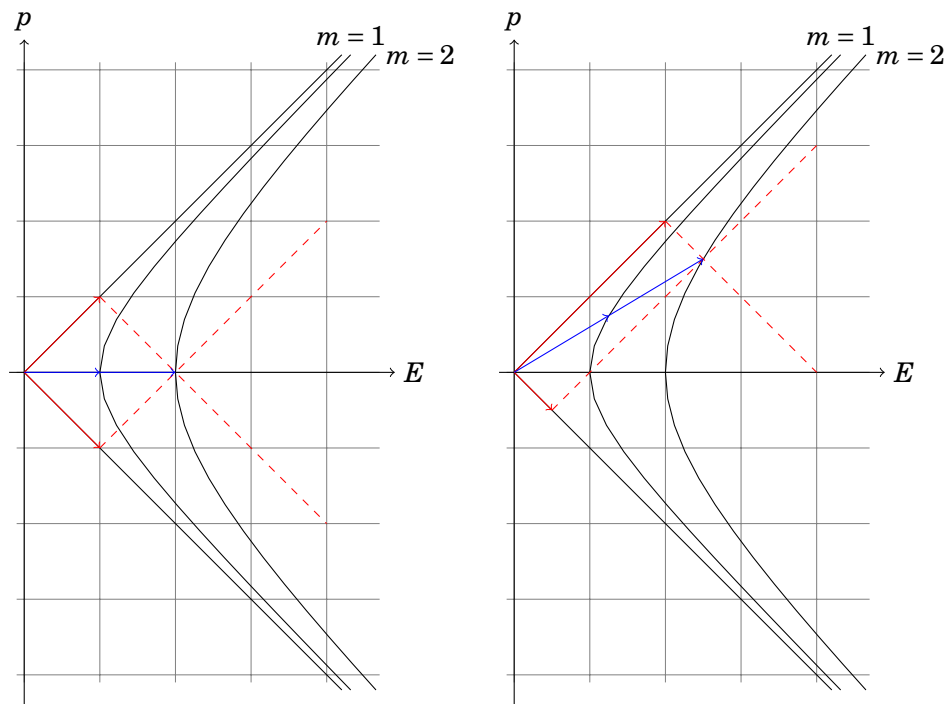 p
m = 1
m = 2
E
p
m = 1
m = 2
E